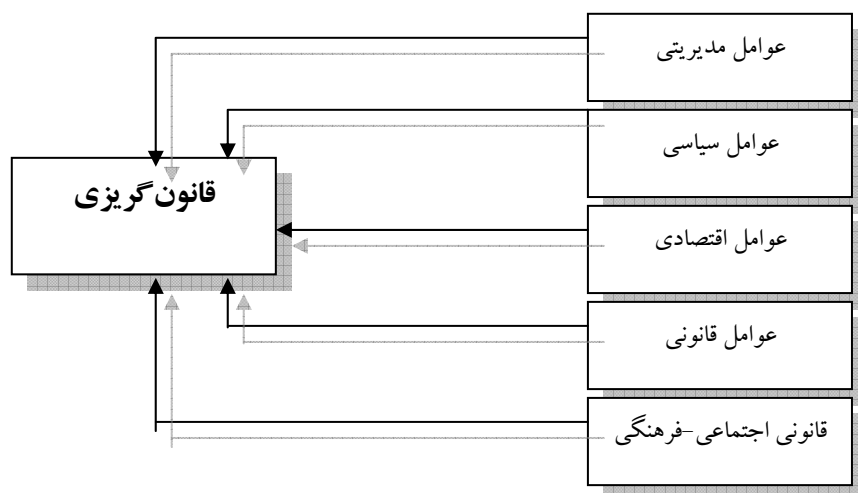 عوامل مدیریتی
عوامل سیاسی
قانون‌گریزی
عوامل اقتصادی
عوامل قانونی
قانونی اجتماعی–فرهنگی